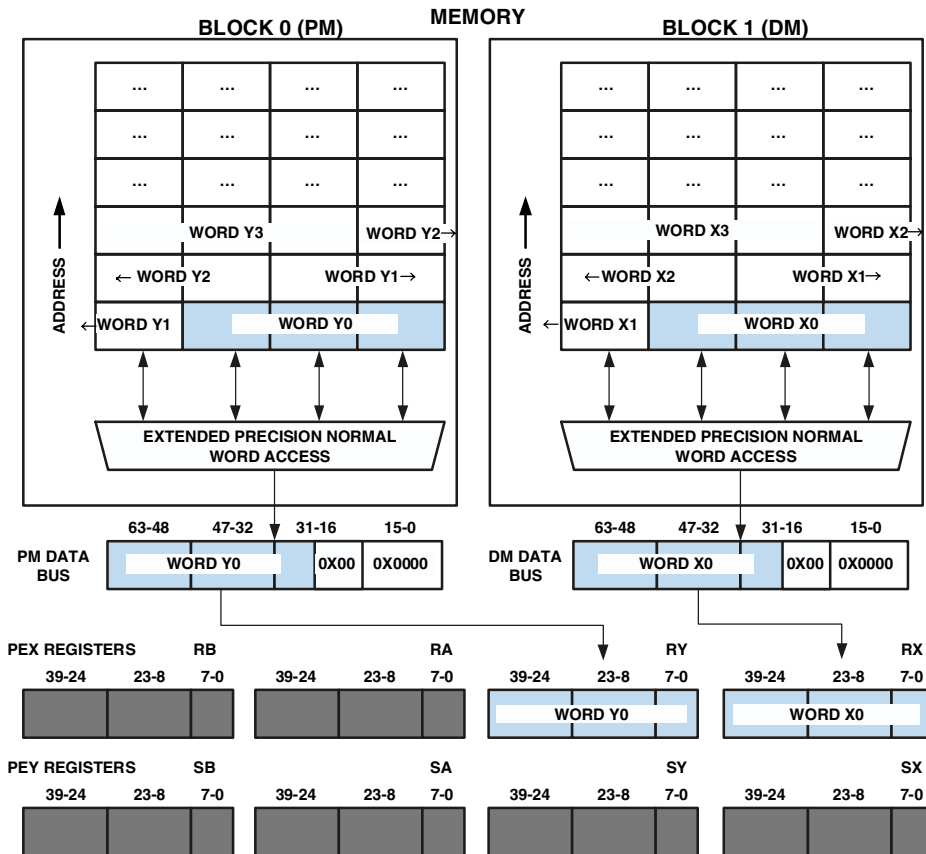 MEMORY
BLOCK 0 (PM) BLOCK 1 (DM)
... ... ... ... ... ... ... ...
... ... ... ... ... ... ... ...
... ... ... ... ... ... ... ...
WORD Y3 WORD Y2→ WORD X3 WORD X2→
← WORD Y2 WORD Y1→ ← WORD X2 WORD X1→
←WORD Y1 WORD Y0 ← WORD X1 WORD X0
ADDRESS → ADDRESS →
EXTENDED PRECISION NORMAL
WORD ACCESS
EXTENDED PRECISION NORMAL
WORD ACCESS
63-48 47-32 31-16 15-0 63-48 47-32 31-16 15-0
PM DATA
BUS
WORD Y0 0X00 0X0000
DM DATA
BUS
WORD X0 0X00 0X0000
PEX REGISTERS RB RA RY RX
39-24 23-8 7-0 39-24 23-8 7-0 39-24 23-8 7-0 39-24 23-8 7-0
WORD Y0 WORD X0
PEY REGISTERS SB SA SY SX
39-24 23-8 7-0 39-24 23-8 7-0 39-24 23-8 7-0 39-24 23-8 7-0